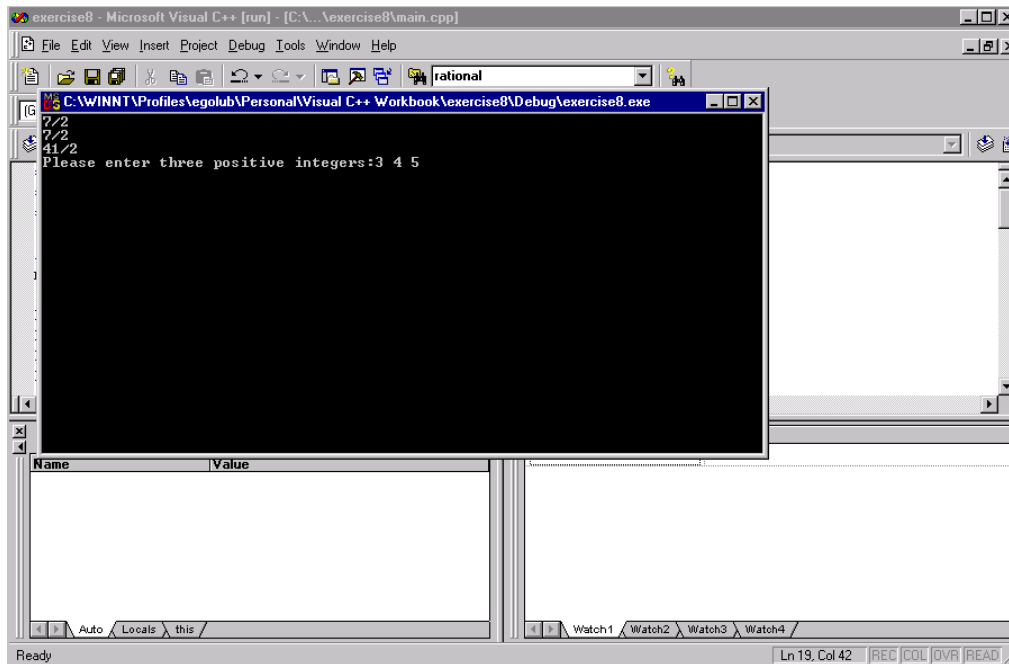 exercise8 - Microsoft Visual C++ [run] - [C:\...\exercise8\main.cpp]
File Edit View Insert Project Debug Tools Window Help
rational
C:\WINNT\Profiles\egolub\Personal\Visual C++ Workbook\exercise8\Debug\exercise8.exe
(G
7/2
7/2
41/2
Please enter three positive integers:3 4 5
Name Value
Auto Locals this
Watch1 Watch2 Watch3 Watch4
Ready
Ln 19, Col 42 REC COL OVR READ